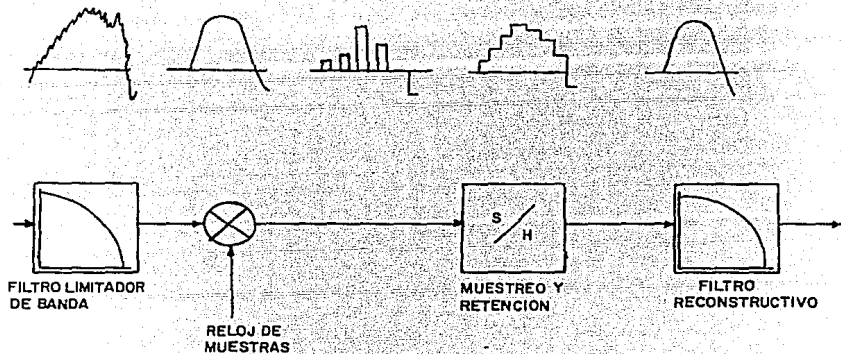 S
H
FILTRO LIMITADOR
DE BANDA
RELOJ DE
MUESTRAS
MUESTREO Y
RETENCION
FILTRO
RECONSTRUCTIVO